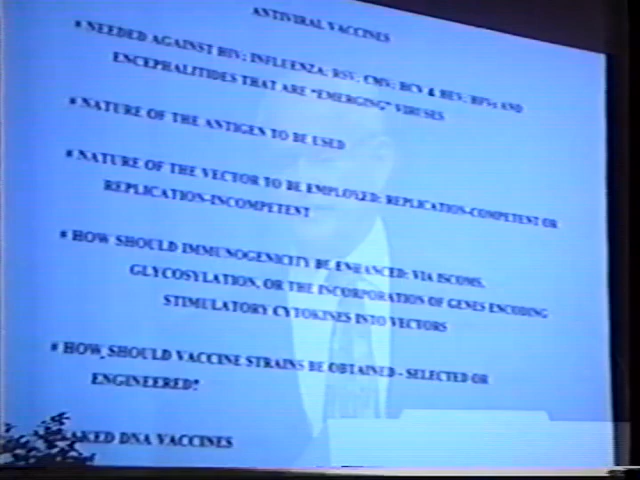 ANTIVIRAL VACCINES
# NEEDED AGAINST HIV; INFLUENZA; RSV; CMV; HCV & HEV; HPVs AND
ENCEPHALITIDES THAT ARE "EMERGING" VIRUSES
# NATURE OF THE ANTIGEN TO BE USED
# NATURE OF THE VECTOR TO BE EMPLOYED: REPLICATION-COMPETENT OR
REPLICATION-INCOMPETENT
# HOW SHOULD IMMUNOGENICITY BE ENHANCED: VIA ISCOMS,
GLYCOSYLATION, OR THE INCORPORATION OF GENES ENCODING
STIMULATORY CYTOKINES INTO VECTORS
# HOW SHOULD VACCINE STRAINS BE OBTAINED - SELECTED OR
ENGINEERED?
AKED DNA VACCINES